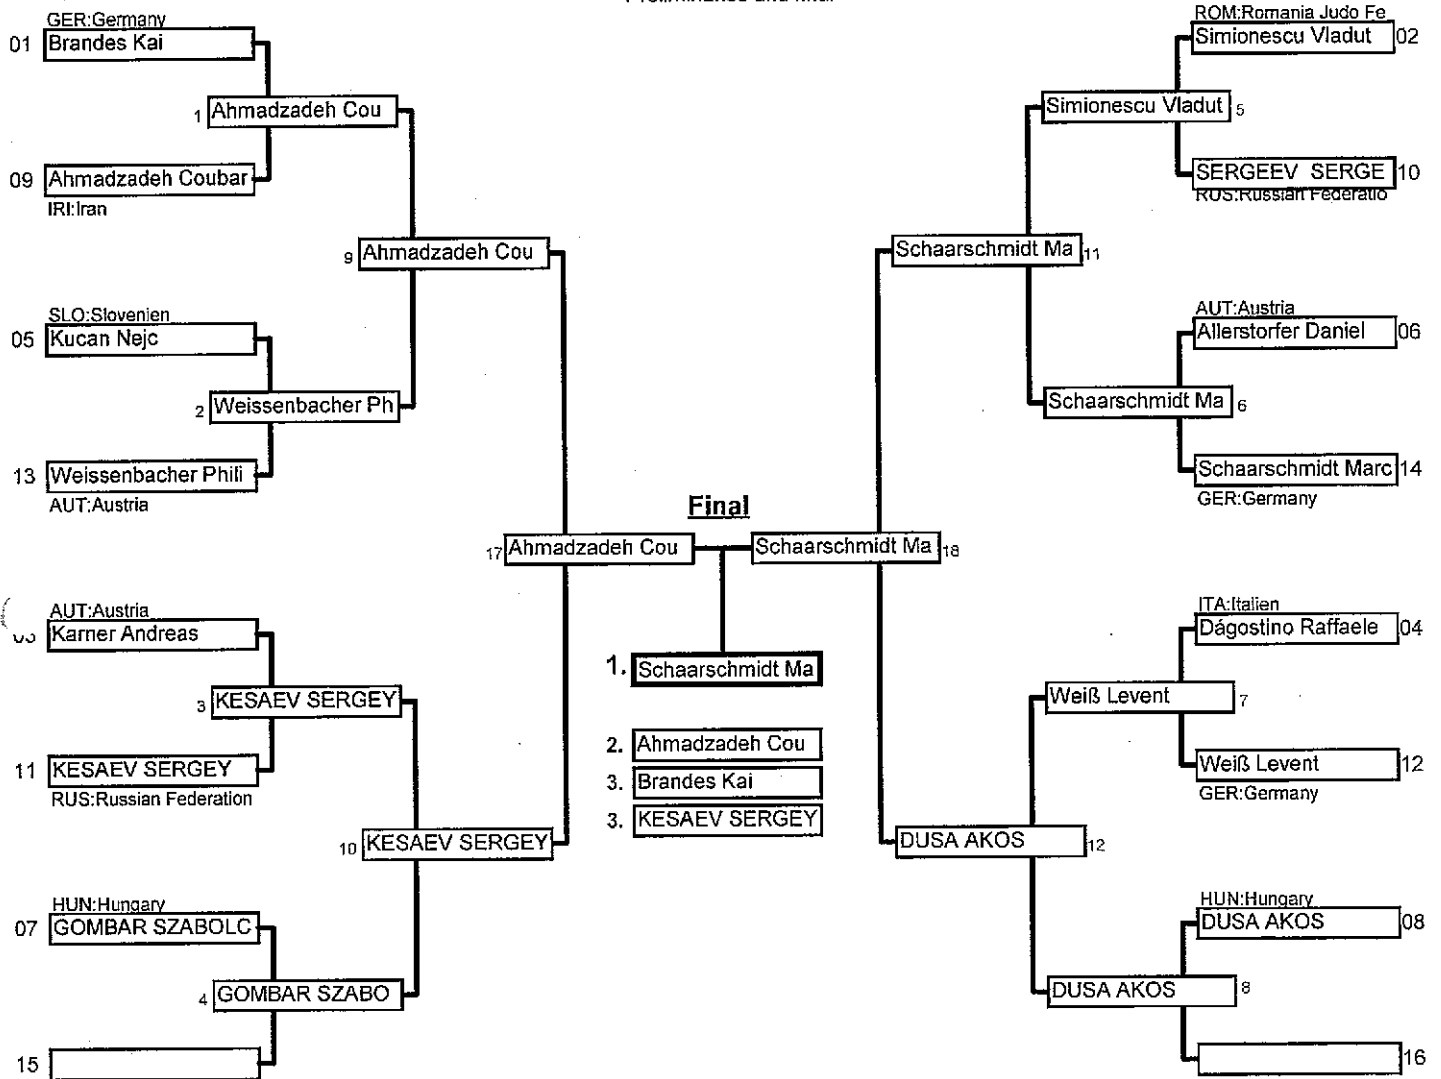 GER:Germany
01 Brandes Kai
1 Ahmadzadeh Cou
09 Ahmadzadeh Coubar
IRI:Iran
9 Ahmadzadeh Cou
SLO:Slovenien
05 Kucan Nejc
2 Weissenbacher Ph
13 Weissenbacher Phili
AUT:Austria
17 Ahmadzadeh Cou
AUT:Austria
Karner Andreas
3 KESAEV SERGEY
11 KESAEV SERGEY
RUS:Russian Federation
10 KESAEV SERGEY
HUN:Hungary
07 GOMBAR SZABOLC
4 GOMBAR SZABO
15
Final
1. Schaarschmidt Ma
2. Ahmadzadeh Cou
3. Brandes Kai
3. KESAEV SERGEY
ROM:Romania Judo Fe
Simionescu Vladut 02
Simionescu Vladut 5
SERGEEV SERGE 10
RUS:Russian Federatio
Schaarschmidt Ma 11
AUT:Austria
Allerstorfer Daniel 06
Schaarschmidt Ma 6
Schaarschmidt Marc 14
GER:Germany
Schaarschmidt Ma 18
ITA:Italien
Dágostino Raffaele 04
Weiß Levent 7
Weiß Levent 12
GER:Germany
DUSA AKOS 12
HUN:Hungary
DUSA AKOS 08
DUSA AKOS 8
16